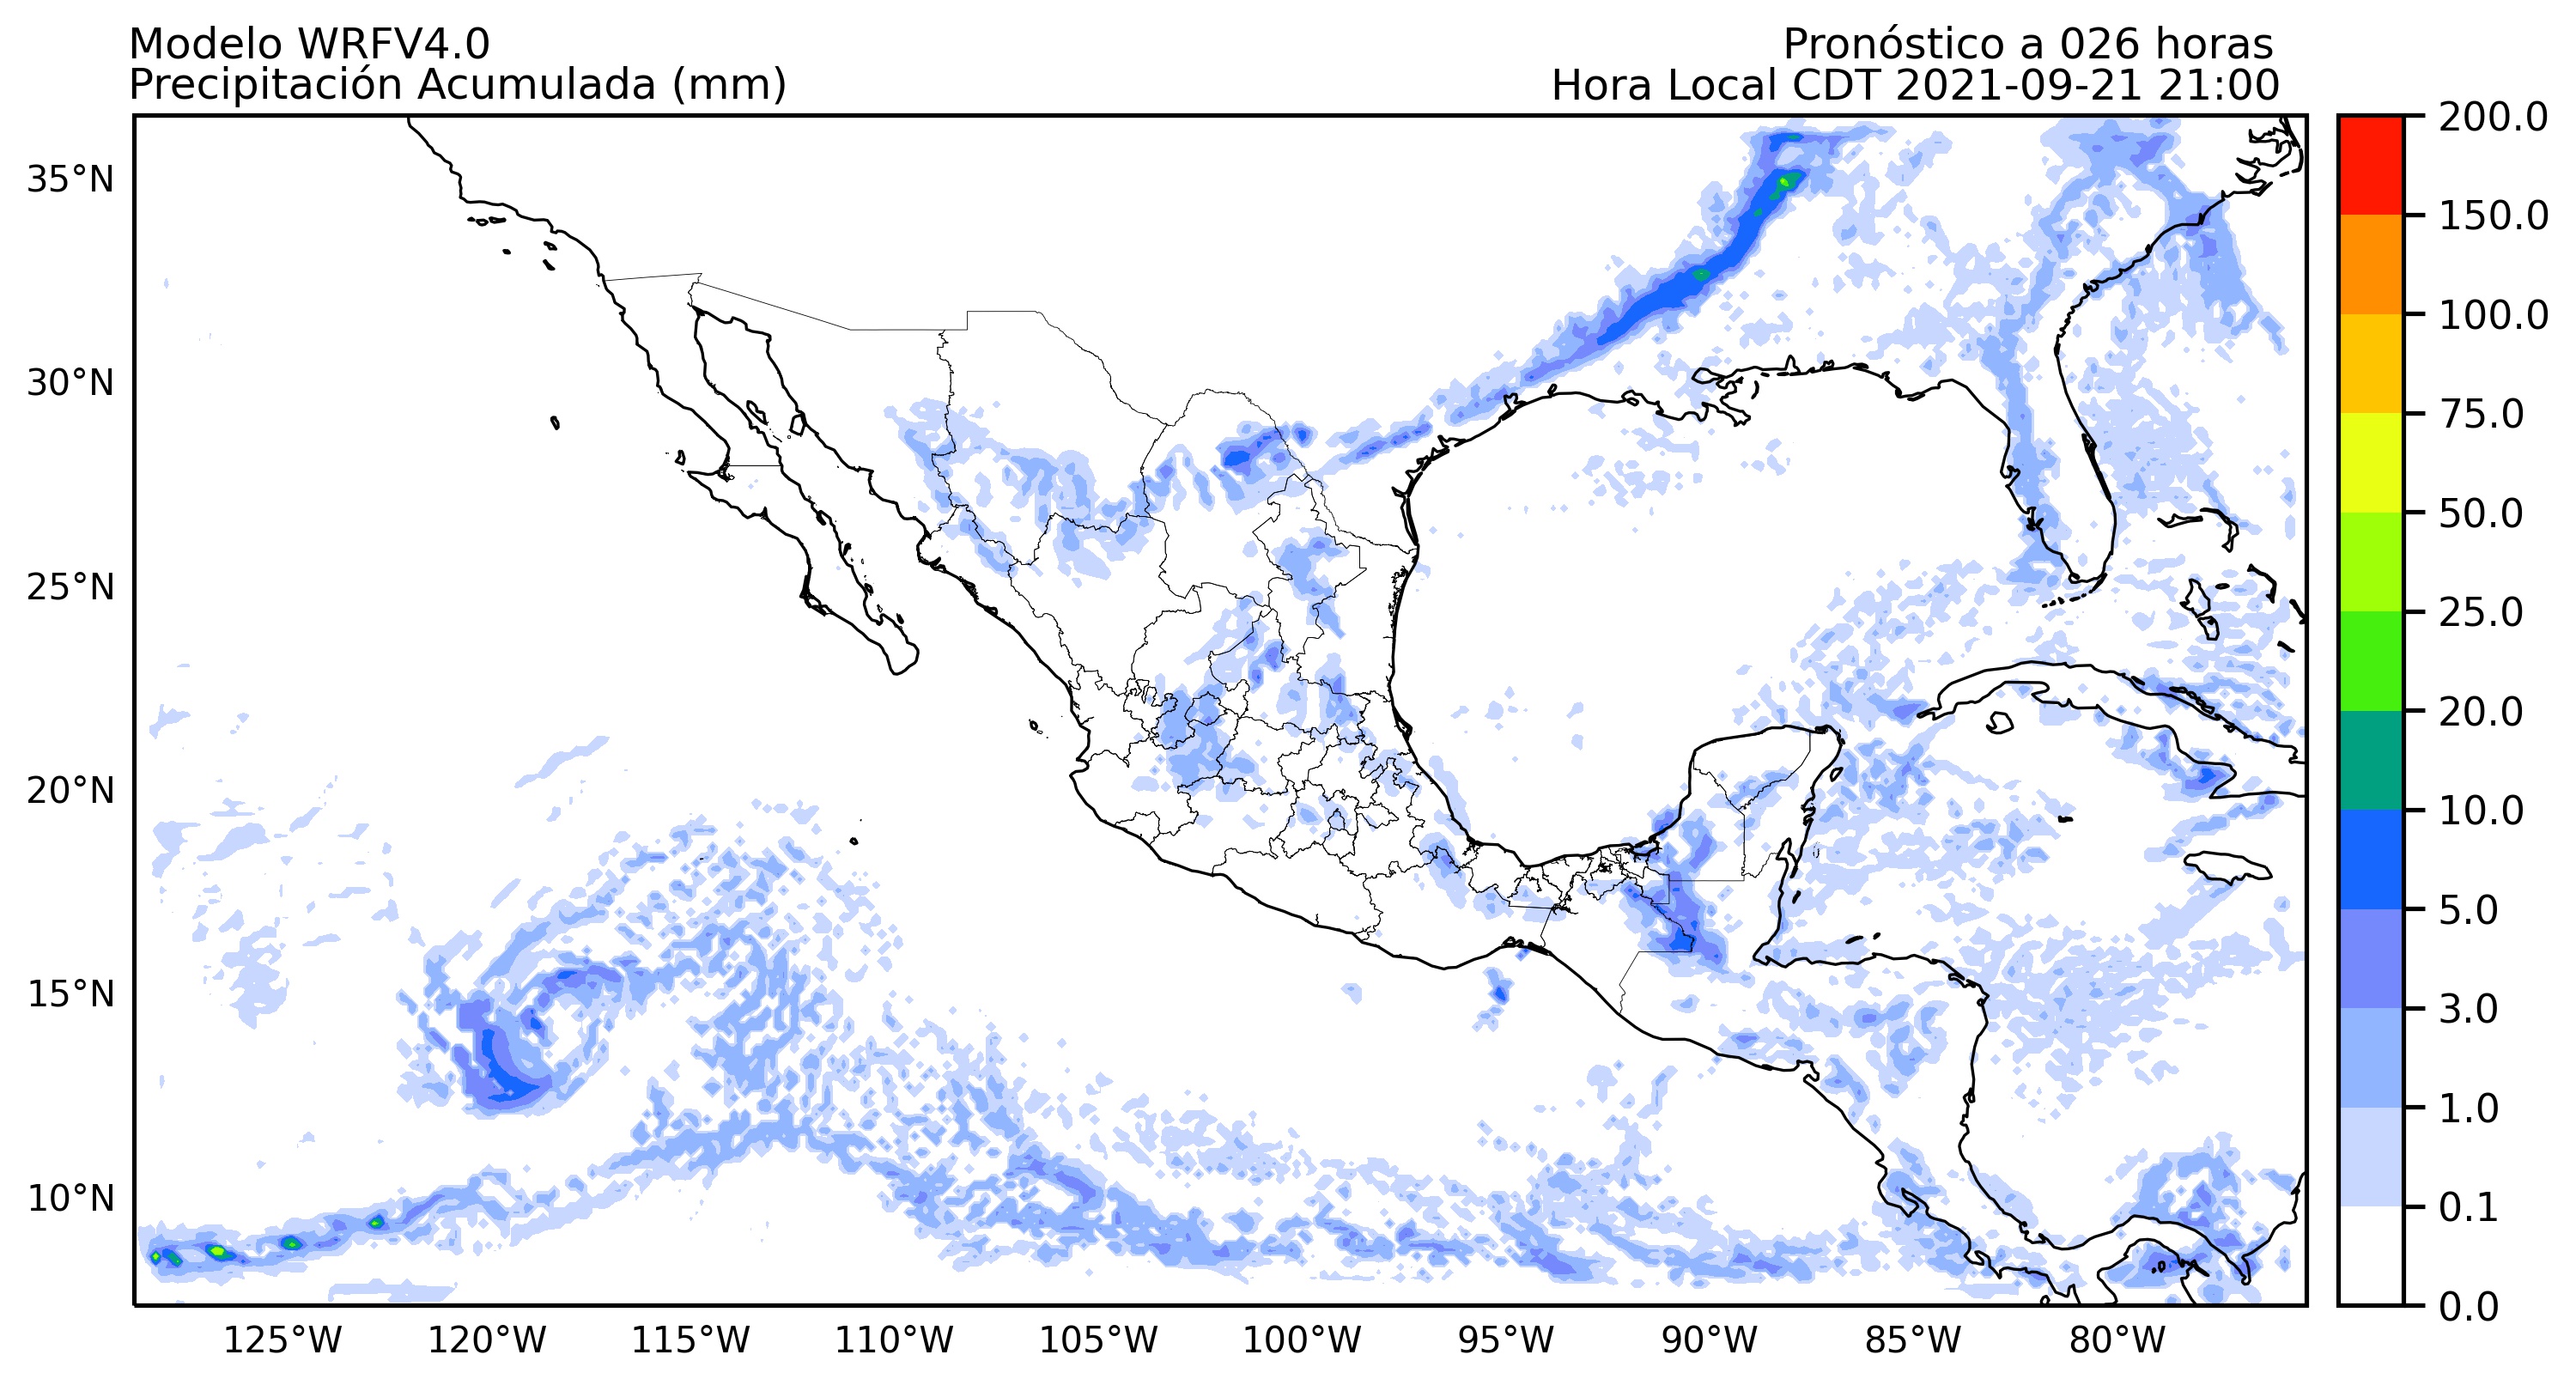 Modelo WRFV4.0
Precipitación Acumulada (mm)
Pronóstico a 026 horas
Hora Local CDT 2021-09-21 21:00
35°N
30°N
25°N
20°N
15°N
10°N
125°W
120°W
115°W
110°W
105°W
100°W
95°W
90°W
85°W
80°W
200.0
150.0
100.0
75.0
50.0
25.0
20.0
10.0
5.0
3.0
1.0
0.1
0.0